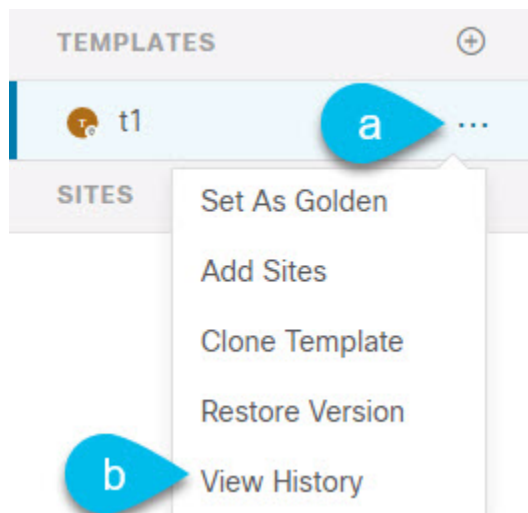 TEMPLATES
t1
a
...
SITES
Set As Golden
Add Sites
Clone Template
Restore Version
b
View History